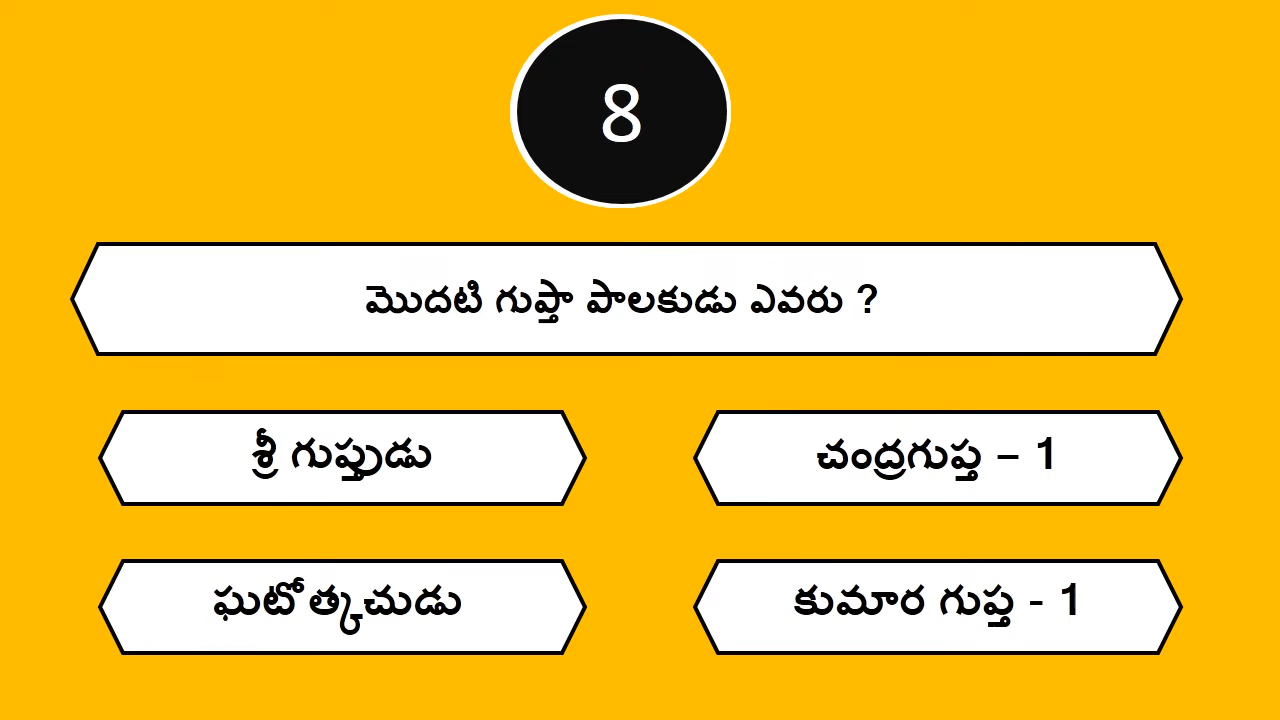 8
మొదటి గుప్తా పాలకుడు ఎవరు ?
శ్రీ గుప్తుడు
చంద్రగుప్త – 1
ఘటోత్కచుడు
కుమార గుప్త - 1